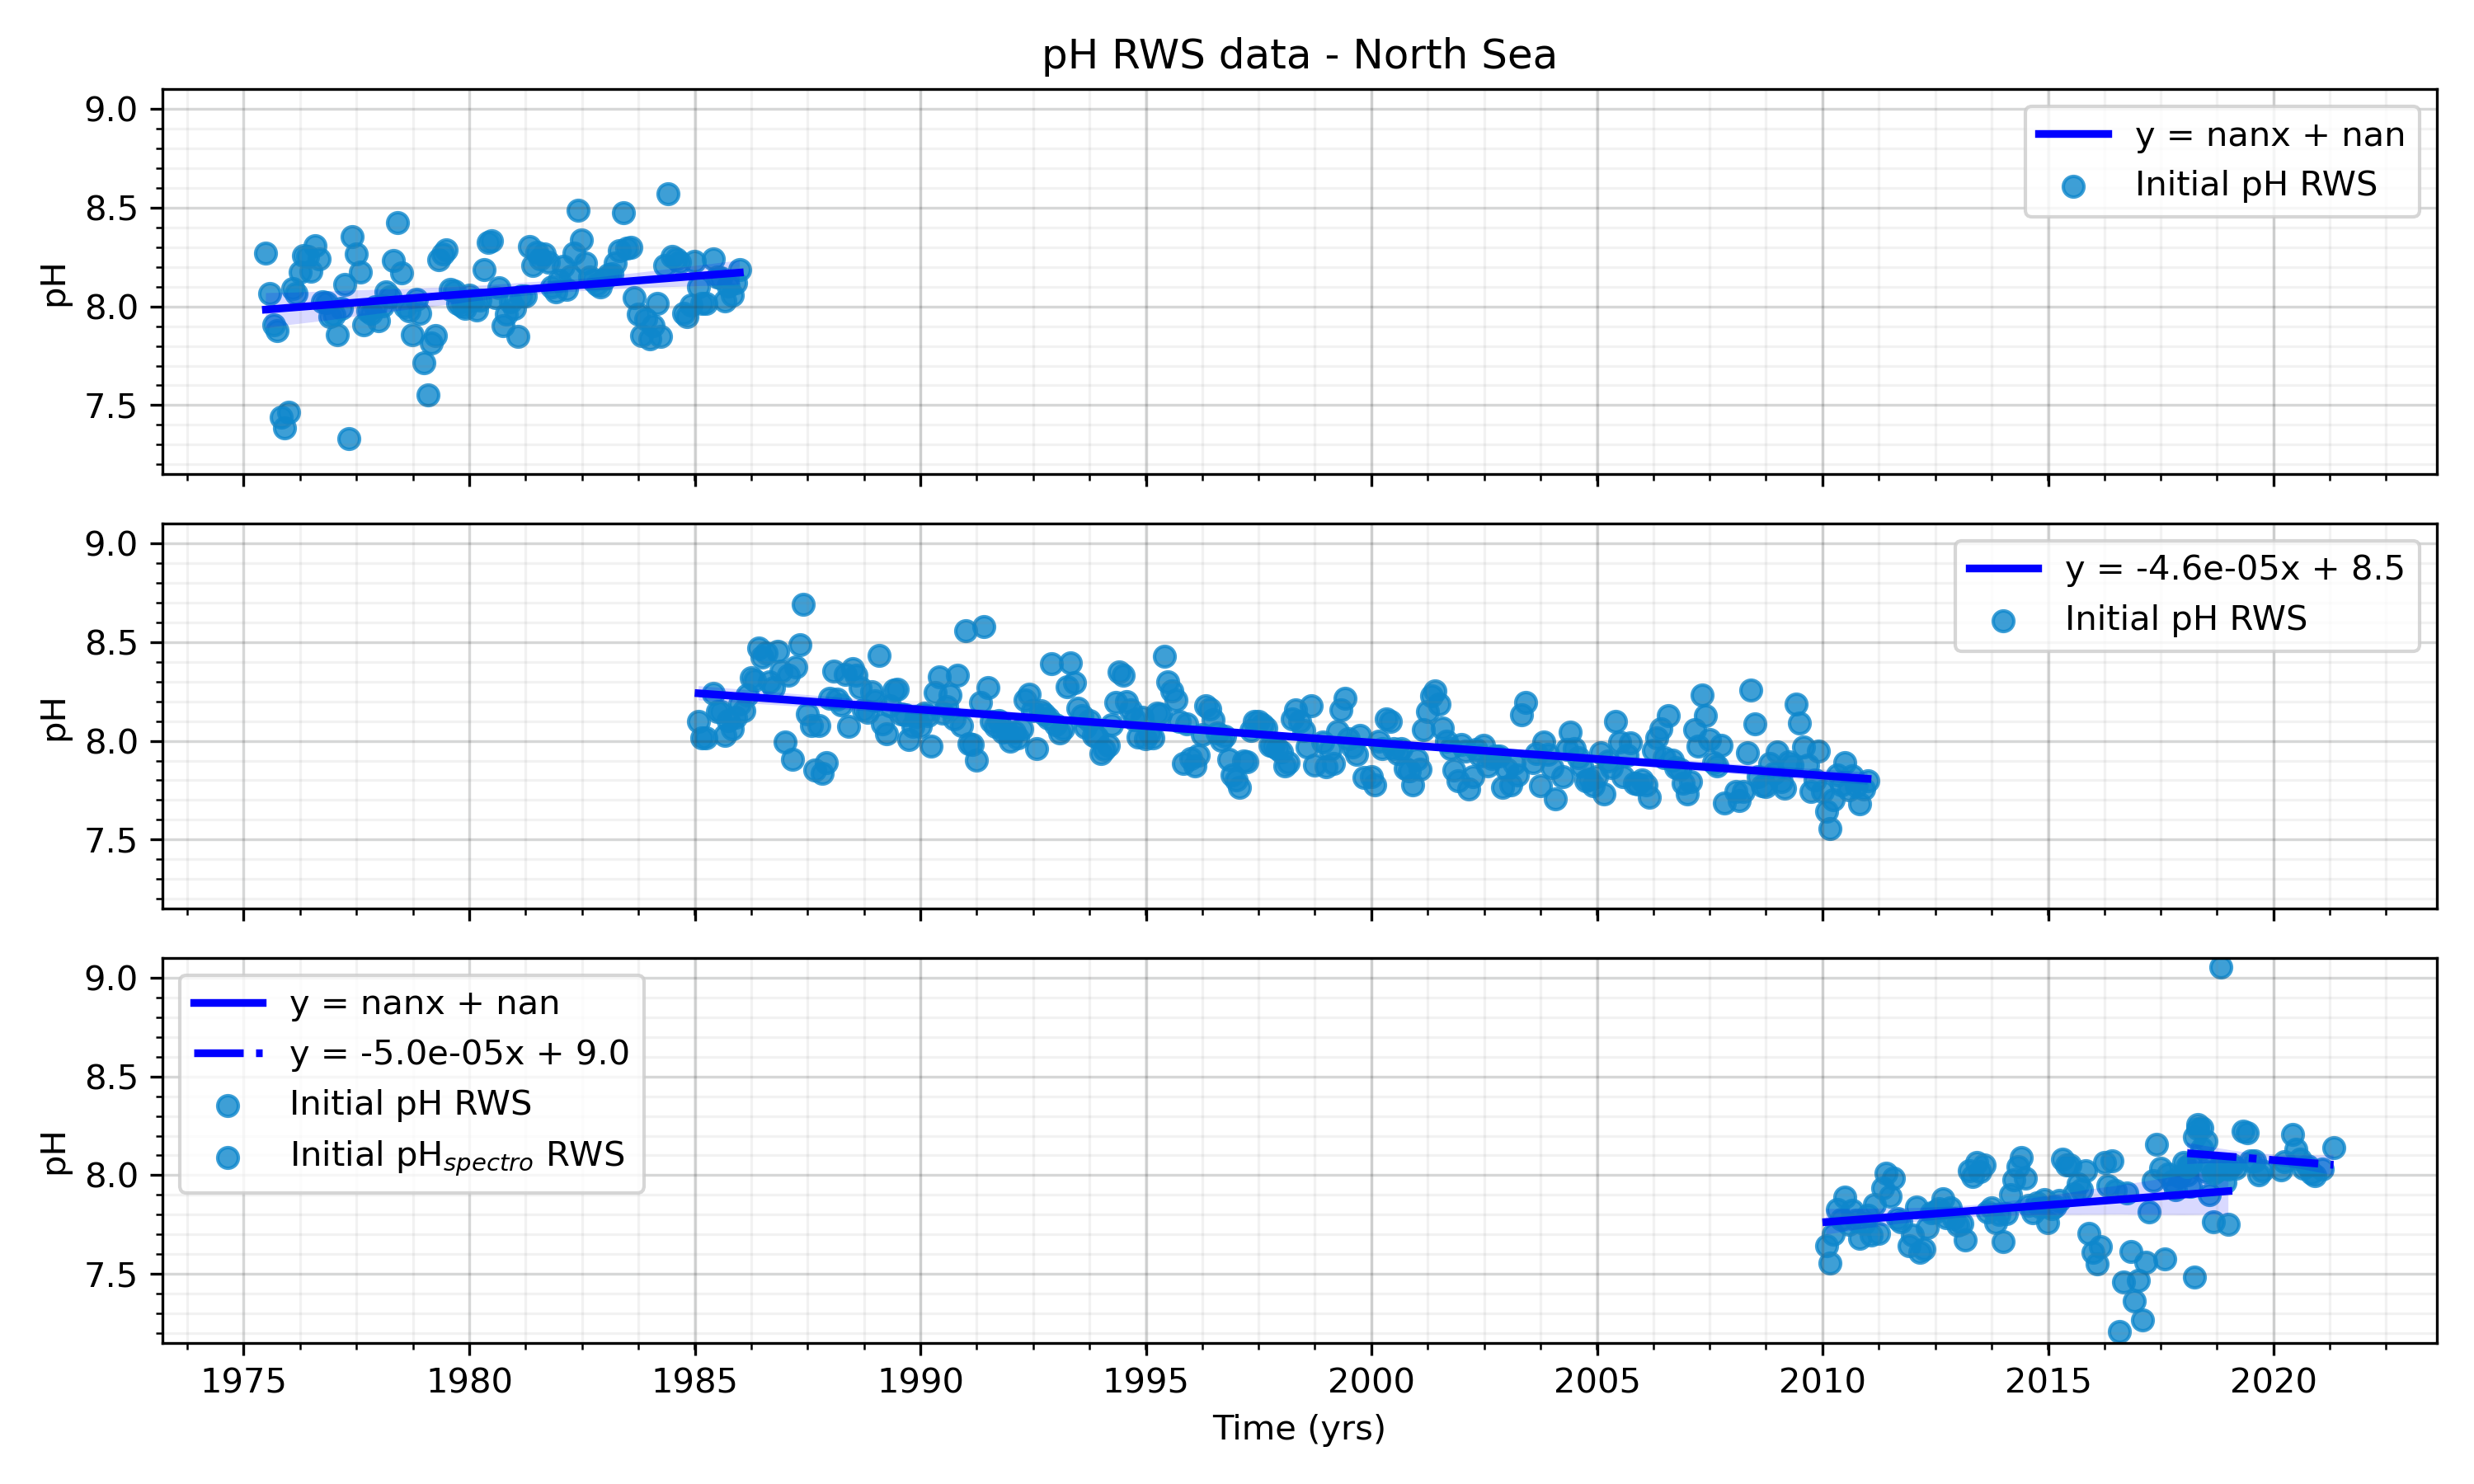 pH RWS data - North Sea
9.0
8.5
8.0
7.5
pH
y = nanx + nan
Initial pH RWS
9.0
8.5
8.0
7.5
pH
y = -4.6e-05x + 8.5
Initial pH RWS
9.0
8.5
8.0
7.5
pH
y = nanx + nan
y = -5.0e-05x + 9.0
Initial pH RWS
Initial pHspectro RWS
1975 1980 1985 1990 1995 2000 2005 2010 2015 2020
Time (yrs)